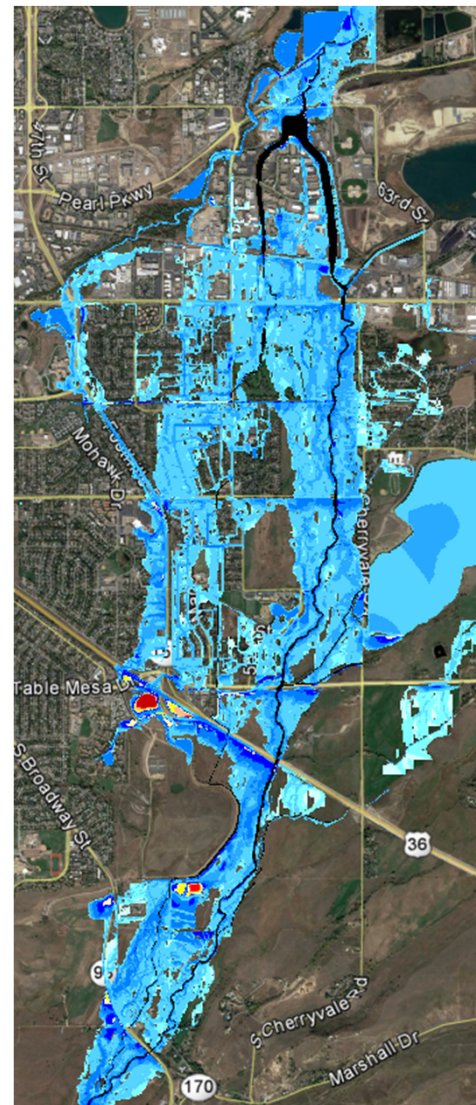 47th St
Pearl Pkwy
63rd St
Mohawk Dr
Cherryvale
Table Mesa
S Broadway St
36
S Cherryvale Rd
Marshall Dr
170